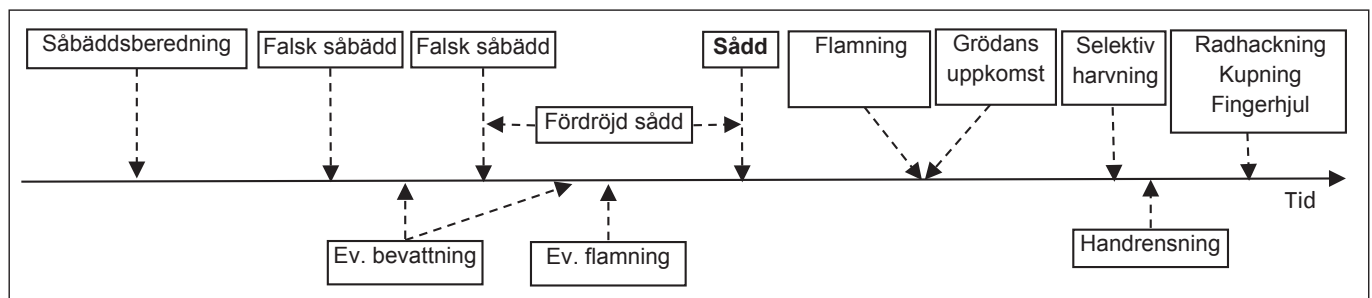 Såbäddsberedning
Falsk såbädd
Falsk såbädd
Sådd
Flamning
Grödans
uppkomst
Selektiv
harvning
Radhackning
Kupning
Fingerhjul
Fördröjd sådd
Tid
Ev. bevattning
Ev. flamning
Handrensning